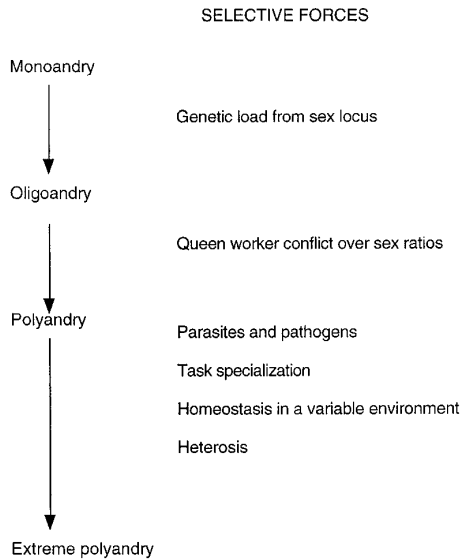 SELECTIVE FORCES
Monoandry
Genetic load from sex locus
Oligoandry
Queen worker conflict over sex ratios
Polyandry
Parasites and pathogens
Task specialization
Homeostasis in a variable environment
Heterosis
Extreme polyandry